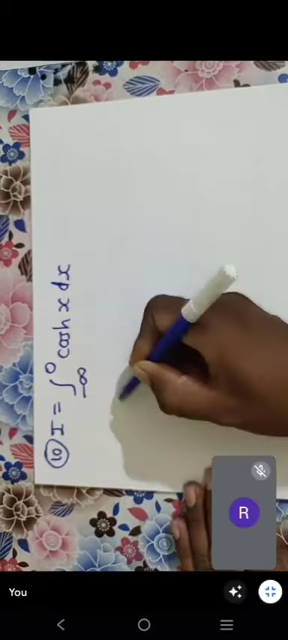 ⑩ I = ∫_{-∞}^{0} cosh x dx
R
You